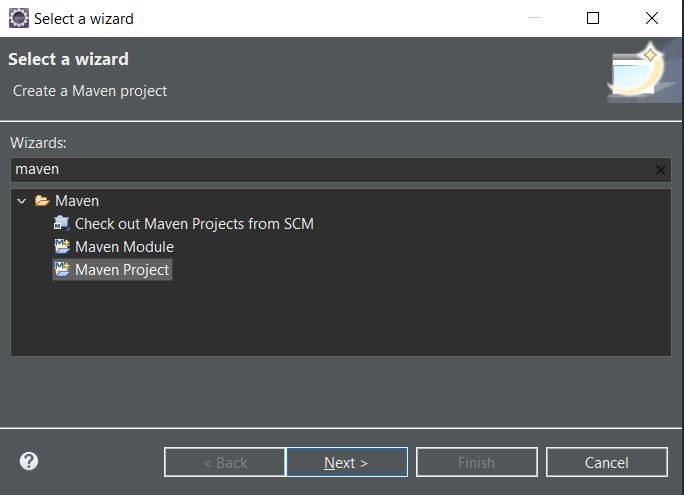 Select a wizard
Select a wizard
Create a Maven project
Wizards:
maven
Maven
Check out Maven Projects from SCM
Maven Module
Maven Project
? < Back Next > Finish Cancel